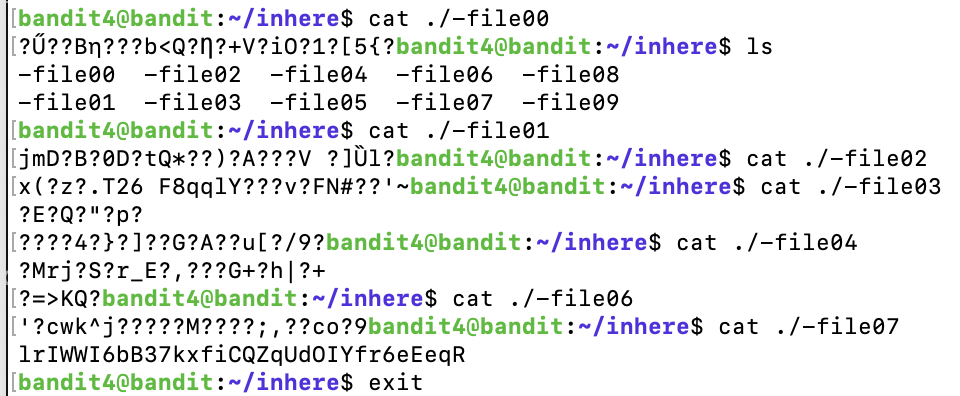 [bandit4@bandit:~/inhere$ cat ./-file00
[?Ű??Bη???b<Q?Ƞ?+V?iO?1?[5{?bandit4@bandit:~/inhere$ ls
-file00  -file02  -file04  -file06  -file08
-file01  -file03  -file05  -file07  -file09
[bandit4@bandit:~/inhere$ cat ./-file01
[jmD?B?0D?tQ*??)?A???V ?]Ùl?bandit4@bandit:~/inhere$ cat ./-file02
[x(?z?.T26 F8qqlY???v?FN#??'~bandit4@bandit:~/inhere$ cat ./-file03
?E?Q?"?p?
[????4?}?]??G?A??u[?/9?bandit4@bandit:~/inhere$ cat ./-file04
?Mrj?S?r_E?,???G+?h|?+
[?=>KQ?bandit4@bandit:~/inhere$ cat ./-file06
['?cwk^j?????M????;,??co?9bandit4@bandit:~/inhere$ cat ./-file07
lrIWWI6bB37kxfiCQZqUdOIYfr6eEeqR
[bandit4@bandit:~/inhere$ exit